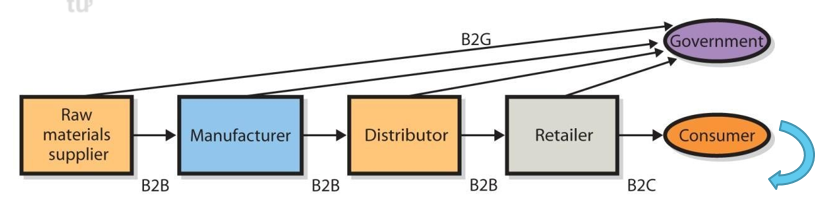 B2G
Government
Raw
materials
supplier
Manufacturer
Distributor
Retailer
Consumer
B2B
B2B
B2B
B2C